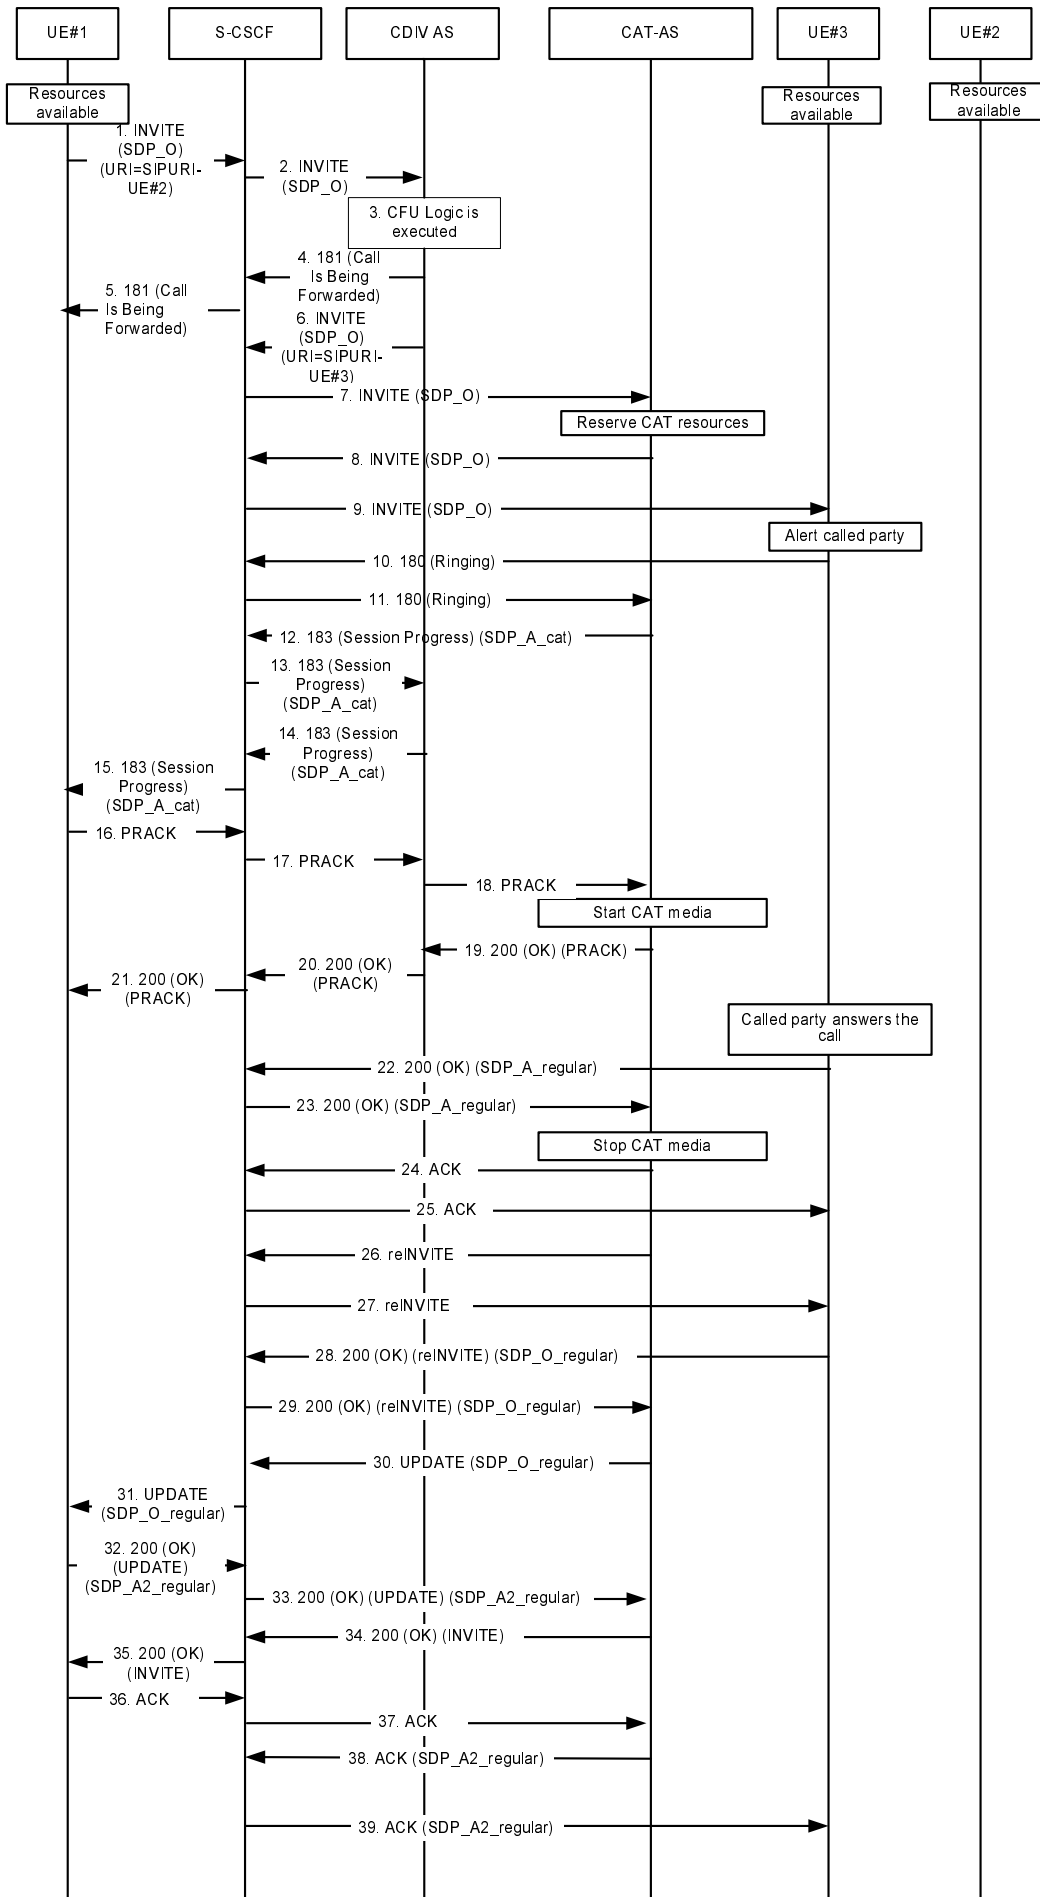 UE#1
S-CSCF
CDIV AS
CAT-AS
UE#3
UE#2
Resources
available
Resources
available
Resources
available
1. INVITE
(SDP_O)
(URI=SIPURI-
UE#2)
2. INVITE
(SDP_O)
3. CFU Logic is
executed
4. 181 (Call
Is Being
Forwarded)
5. 181 (Call
Is Being
Forwarded)
6. INVITE
(SDP_O)
(URI=SIPURI-
UE#3)
7. INVITE (SDP_O)
Reserve CAT resources
8. INVITE (SDP_O)
9. INVITE (SDP_O)
Alert called party
10. 180 (Ringing)
11. 180 (Ringing)
12. 183 (Session Progress) (SDP_A_cat)
13. 183 (Session
Progress)
(SDP_A_cat)
14. 183 (Session
Progress)
(SDP_A_cat)
15. 183 (Session
Progress)
(SDP_A_cat)
16. PRACK
17. PRACK
18. PRACK
Start CAT media
19. 200 (OK) (PRACK)
20. 200 (OK)
(PRACK)
21. 200 (OK)
(PRACK)
Called party answers the
call
22. 200 (OK) (SDP_A_regular)
23. 200 (OK) (SDP_A_regular)
Stop CAT media
24. ACK
25. ACK
26. reINVITE
27. reINVITE
28. 200 (OK) (reINVITE) (SDP_O_regular)
29. 200 (OK) (reINVITE) (SDP_O_regular)
30. UPDATE (SDP_O_regular)
31. UPDATE
(SDP_O_regular)
32. 200 (OK)
(UPDATE)
(SDP_A2_regular)
33. 200 (OK) (UPDATE) (SDP_A2_regular)
34. 200 (OK) (INVITE)
35. 200 (OK)
(INVITE)
36. ACK
37. ACK
38. ACK (SDP_A2_regular)
39. ACK (SDP_A2_regular)